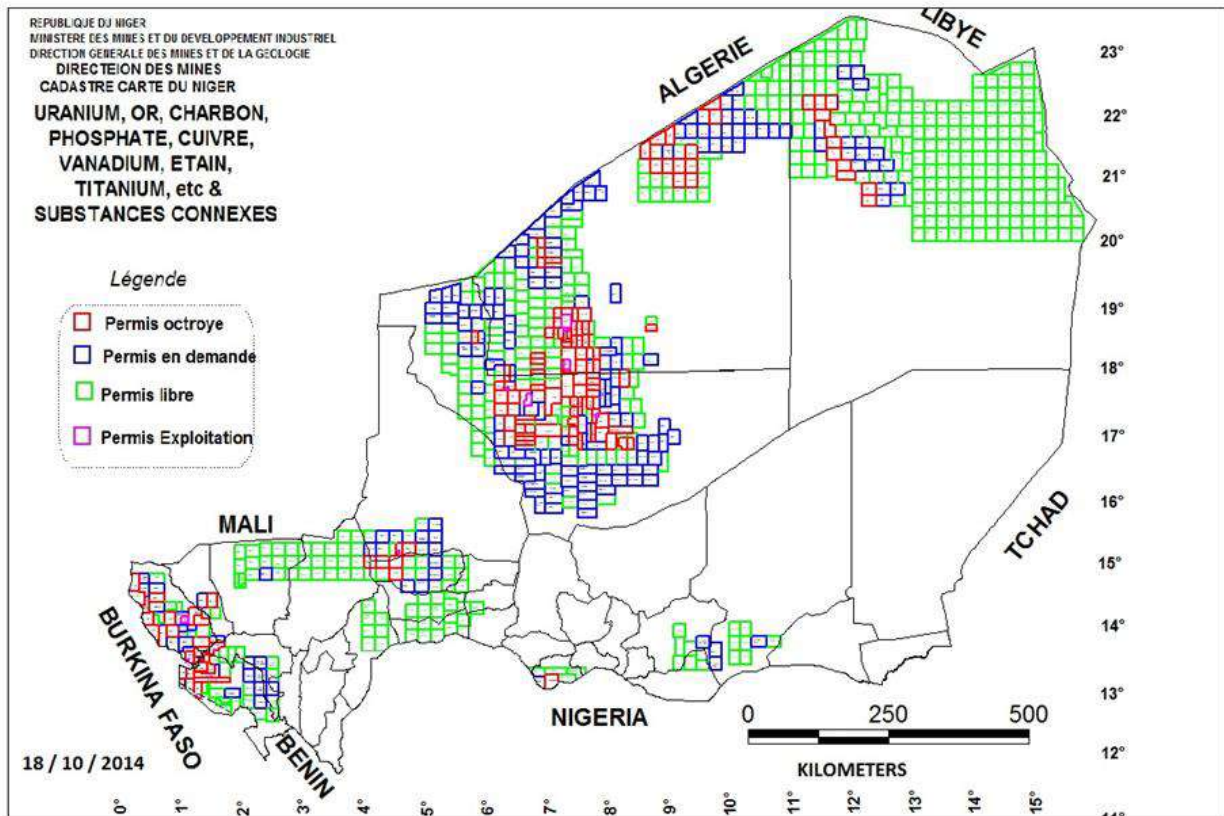 REPUBLIQUE DU NIGER
MINISTERE DES MINES ET DU DEVELOPPEMENT INDUSTRIEL
DIRECTION GENERALE DES MINES ET DE LA GEOLOGIE
DIRECTEION DES MINES
CADASTRE CARTE DU NIGER
URANIUM, OR, CHARBON,
PHOSPHATE, CUIVRE,
VANADIUM, ETAIN,
TITANIUM, etc &
SUBSTANCES CONNEXES
Légende
Permis octroye
Permis en demande
Permis libre
Permis Exploitation
ALGERIE
LIBYE
MALI
BURKINA FASO
BENIN
NIGERIA
TCHAD
23°
22°
21°
20°
19°
18°
17°
16°
15°
14°
13°
12°
11°
0 250 500
KILOMETERS
18 / 10 / 2014
0° 1° 2° 3° 4° 5° 6° 7° 8° 9° 10° 11° 12° 13° 14° 15°